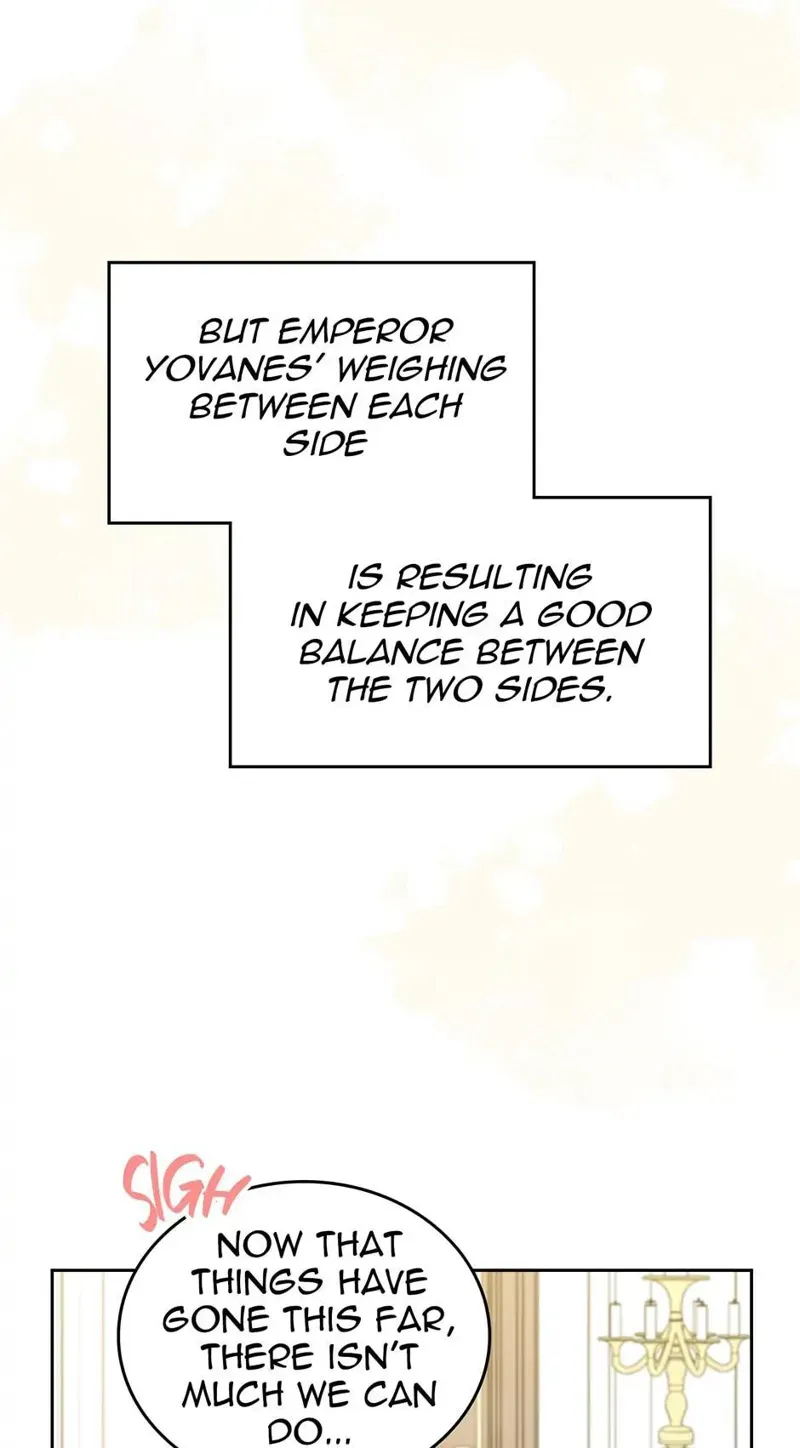 BUT EMPEROR
YOVANES' WEIGHING
BETWEEN EACH
SIDE
IS RESULTING
IN KEEPING A GOOD
BALANCE BETWEEN
THE TWO SIDES.
SIGH
NOW THAT
THINGS HAVE
GONE THIS FAR,
THERE ISN'T
MUCH WE CAN
DO...